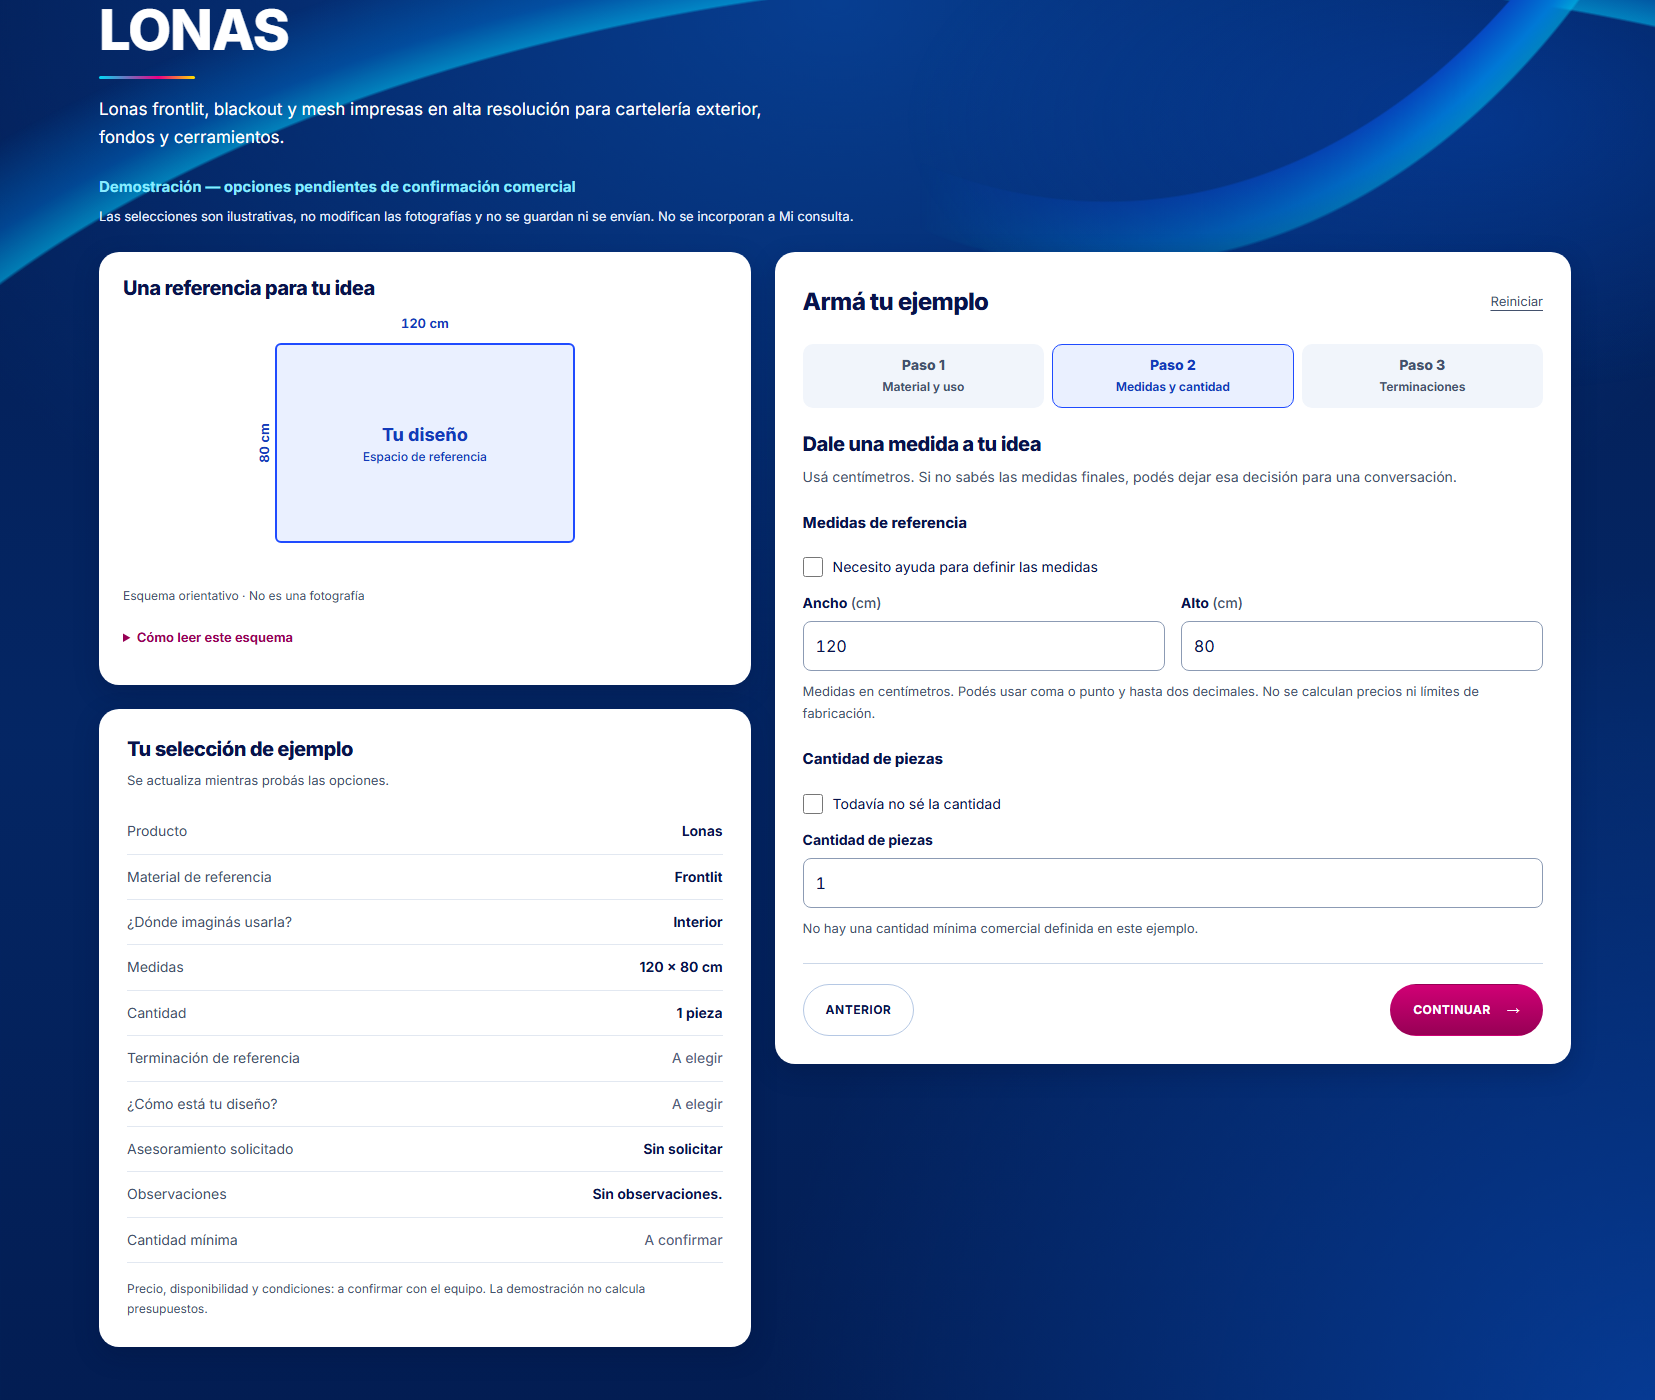 LONAS
Lonas frontlit, blackout y mesh impresas en alta resolución para cartelería exterior,
fondos y cerramientos.
Demostración — opciones pendientes de confirmación comercial
Las selecciones son ilustrativas, no modifican las fotografías y no se guardan ni se envían. No se incorporan a Mi consulta.
Una referencia para tu idea
120 cm
80 cm
Tu diseño
Espacio de referencia
Esquema orientativo · No es una fotografía
Cómo leer este esquema
Tu selección de ejemplo
Se actualiza mientras probás las opciones.
Producto Lonas
Material de referencia Frontlit
¿Dónde imaginás usarla? Interior
Medidas 120 × 80 cm
Cantidad 1 pieza
Terminación de referencia A elegir
¿Cómo está tu diseño? A elegir
Asesoramiento solicitado Sin solicitar
Observaciones Sin observaciones.
Cantidad mínima A confirmar
Precio, disponibilidad y condiciones: a confirmar con el equipo. La demostración no calcula
presupuestos.
Armá tu ejemplo
Reiniciar
Paso 1
Material y uso
Paso 2
Medidas y cantidad
Paso 3
Terminaciones
Dale una medida a tu idea
Usá centímetros. Si no sabés las medidas finales, podés dejar esa decisión para una conversación.
Medidas de referencia
Necesito ayuda para definir las medidas
Ancho (cm)
120
Alto (cm)
80
Medidas en centímetros. Podés usar coma o punto y hasta dos decimales. No se calculan precios ni límites de
fabricación.
Cantidad de piezas
Todavía no sé la cantidad
Cantidad de piezas
1
No hay una cantidad mínima comercial definida en este ejemplo.
ANTERIOR
CONTINUAR →